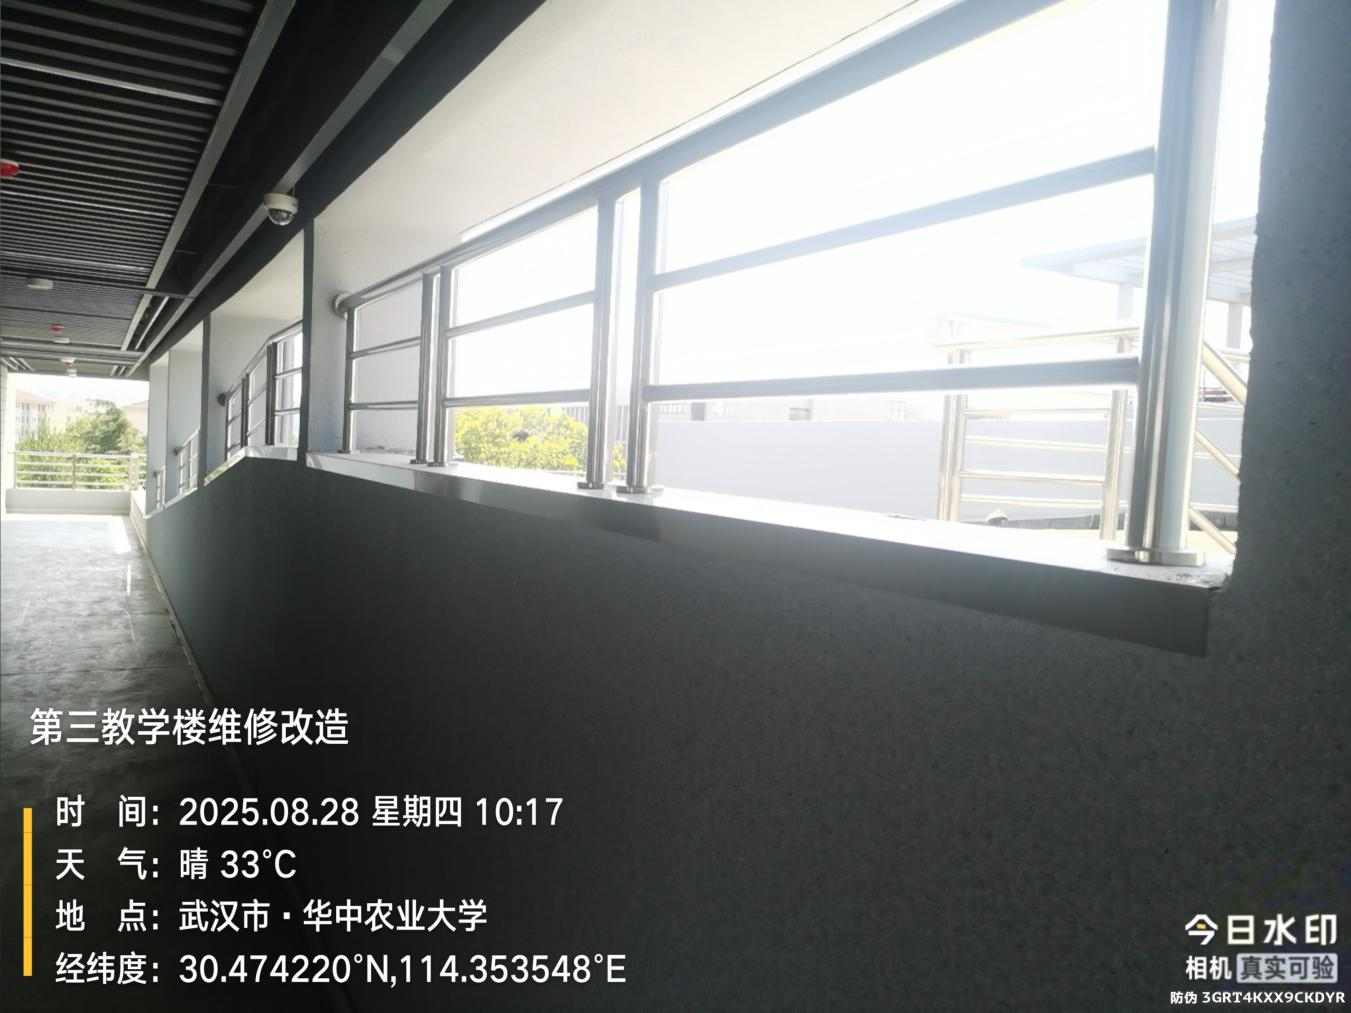 第三教学楼维修改造
时 间：2025.08.28 星期四 10:17
天 气：晴 33°C
地 点：武汉市·华中农业大学
经纬度：30.474220°N,114.353548°E
今日水印
相机 真实可验
防伪 3GRT4KXX9CKDYR